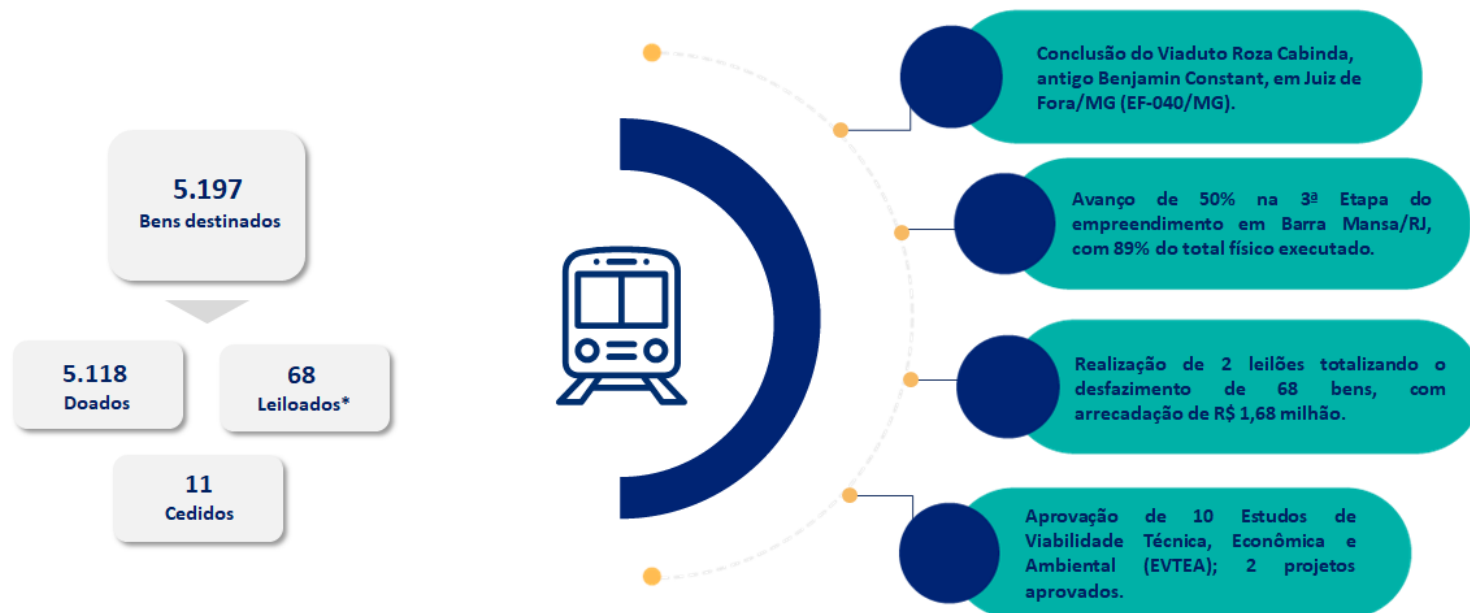 5.197
Bens destinados
5.118
Doados
68
Leiloados*
11
Cedidos
Conclusão do Viaduto Roza Cabinda,
antigo Benjamin Constant, em Juiz de
Fora/MG (EF-040/MG).
Avanço de 50% na 3ª Etapa do
empreendimento em Barra Mansa/RJ,
com 89% do total físico executado.
Realização de 2 leilões totalizando o
desfazimento de 68 bens, com
arrecadação de R$ 1,68 milhão.
Aprovação de 10 Estudos de
Viabilidade Técnica, Econômica e
Ambiental (EVTEA); 2 projetos
aprovados.